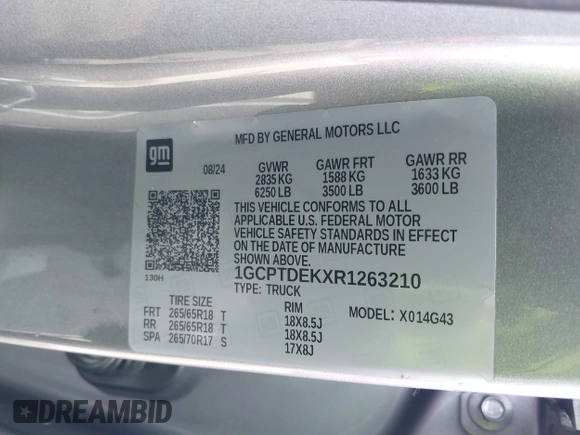 MFD BY GENERAL MOTORS LLC
gm
08/24
GVWR GAWR FRT GAWR RR
2835 KG 1588 KG 1633 KG
6250 LB 3500 LB 3600 LB
THIS VEHICLE CONFORMS TO ALL
APPLICABLE U.S. FEDERAL MOTOR
VEHICLE SAFETY STANDARDS IN EFFECT
ON THE DATE OF MANUFACTURE
SHOWN ABOVE.
130H
1GCPTDEKXR1263210
TYPE: TRUCK
TIRE SIZE RIM MODEL: X014G43
FRT 265/65R18 T 18X8.5J
RR 265/65R18 T 18X8.5J
SPA 265/70R17 S 17X8J
DREAMBID